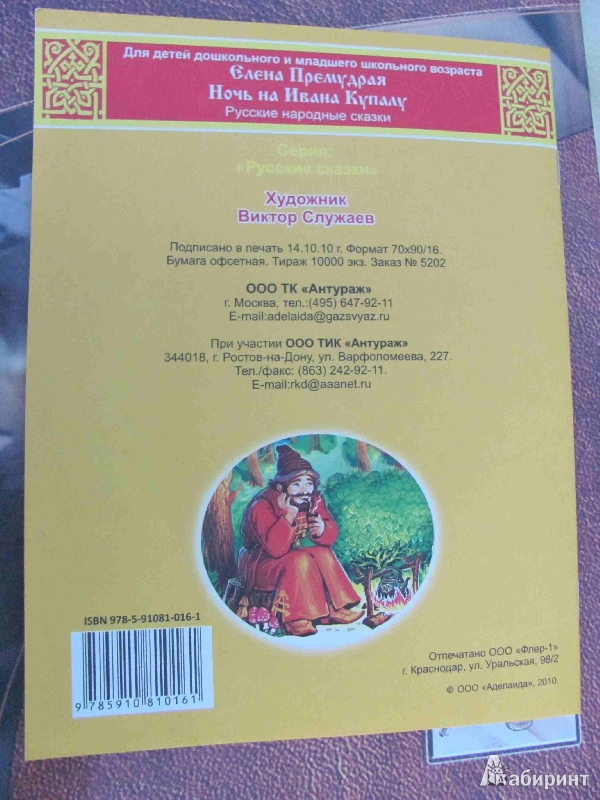 Для детей дошкольного и младшего школьного возраста
Елена Премудрая
Ночь на Ивана Купалу
Русские народные сказки
Серия:
«Русские сказки»
Художник
Виктор Служаев
Подписано в печать 14.10.10 г. Формат 70х90/16.
Бумага офсетная. Тираж 10000 экз. Заказ № 5202
ООО ТК «Антураж»
г. Москва, тел.:(495) 647-92-11
E-mail:adelaida@gazsvyaz.ru
При участии ООО ТИК «Антураж»
344018, г. Ростов-на-Дону, ул. Варфоломеева, 227.
Тел./факс: (863) 242-92-11.
E-mail:rkd@aaanet.ru
ISBN 978-5-91081-016-1
9 785910 810161
Отпечатано ООО «Флер-1»
г. Краснодар, ул. Уральская, 98/2
© ООО «Аделаида», 2010.
Лабиринт